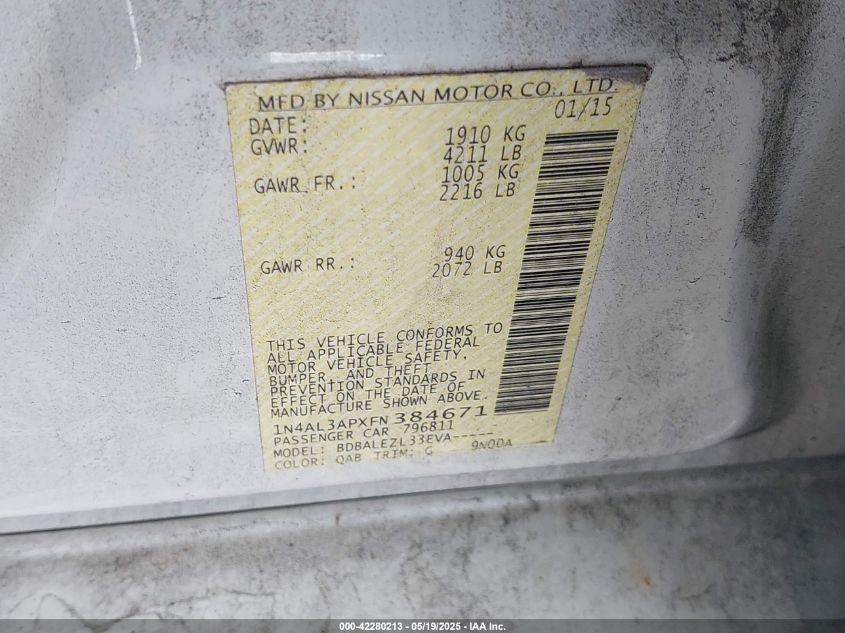 MFD BY NISSAN MOTOR CO., LTD.
DATE: 01/15
GVWR: 1910 KG
4211 LB
GAWR FR.: 1005 KG
2216 LB
GAWR RR.: 940 KG
2072 LB
THIS VEHICLE CONFORMS TO
ALL APPLICABLE FEDERAL
MOTOR VEHICLE SAFETY,
BUMPER, AND THEFT
PREVENTION STANDARDS IN
EFFECT ON THE DATE OF
MANUFACTURE SHOWN ABOVE.
1N4AL3APXFN384671
PASSENGER CAR 796811
MODEL: BDBALEZL33EVA-----
COLOR: QAB TRIM: G 9N00A
000-42280213 - 05/19/2025 - IAA Inc.